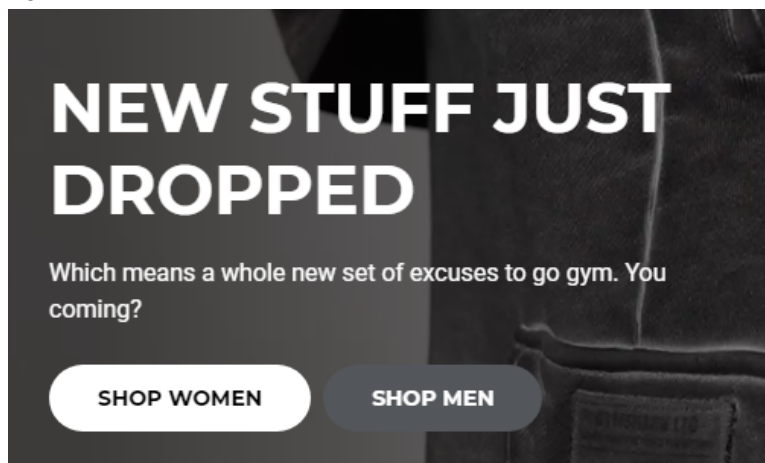 NEW STUFF JUST
DROPPED
Which means a whole new set of excuses to go gym. You
coming?
SHOP WOMEN
SHOP MEN